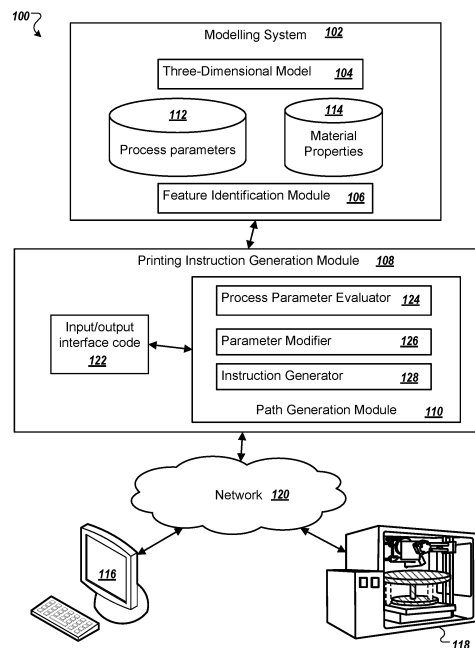 100
Modelling System 102
Three-Dimensional Model 104
112
Process parameters
114
Material
Properties
Feature Identification Module 106
Printing Instruction Generation Module 108
Input/output
interface code
122
Process Parameter Evaluator 124
Parameter Modifier 126
Instruction Generator 128
Path Generation Module 110
Network 120
116
118